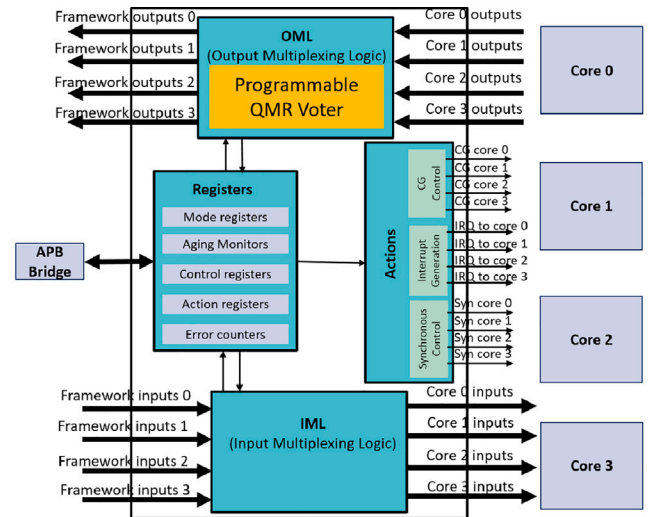 Framework outputs 0
Framework outputs 1
Framework outputs 2
Framework outputs 3
OML
(Output Multiplexing Logic)
Programmable
QMR Voter
Core 0 outputs
Core 1 outputs
Core 2 outputs
Core 3 outputs
Core 0
Core 1
Core 2
Core 3
APB
Bridge
Registers
Mode registers
Aging Monitors
Control registers
Action registers
Error counters
Actions
CG
Control
Interrupt
Generation
Synchronous
Control
CG core 0
CG core 1
CG core 2
CG core 3
IRQ to core 0
IRQ to core 1
IRQ to core 2
IRQ to core 3
Syn core 0
Syn core 1
Syn core 2
Syn core 3
Framework inputs 0
Framework inputs 1
Framework inputs 2
Framework inputs 3
IML
(Input Multiplexing Logic)
Core 0 inputs
Core 1 inputs
Core 2 inputs
Core 3 inputs